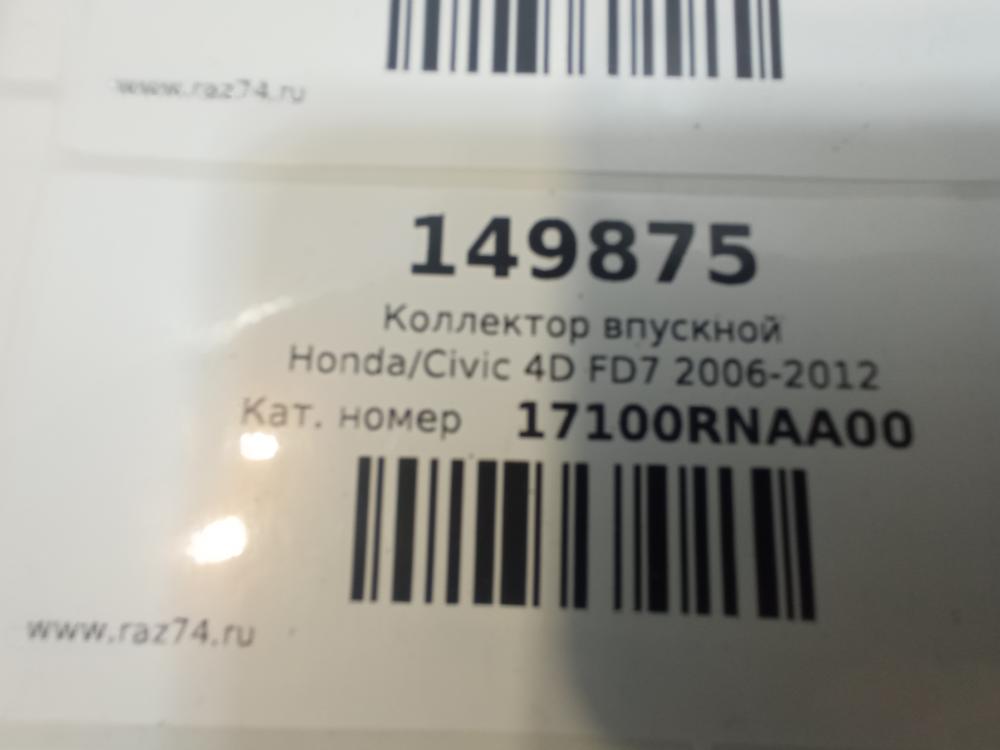 www.raz74.ru
149875
Коллектор впускной
Honda/Civic 4D FD7 2006-2012
Кат. номер 17100RNAA00
www.raz74.ru